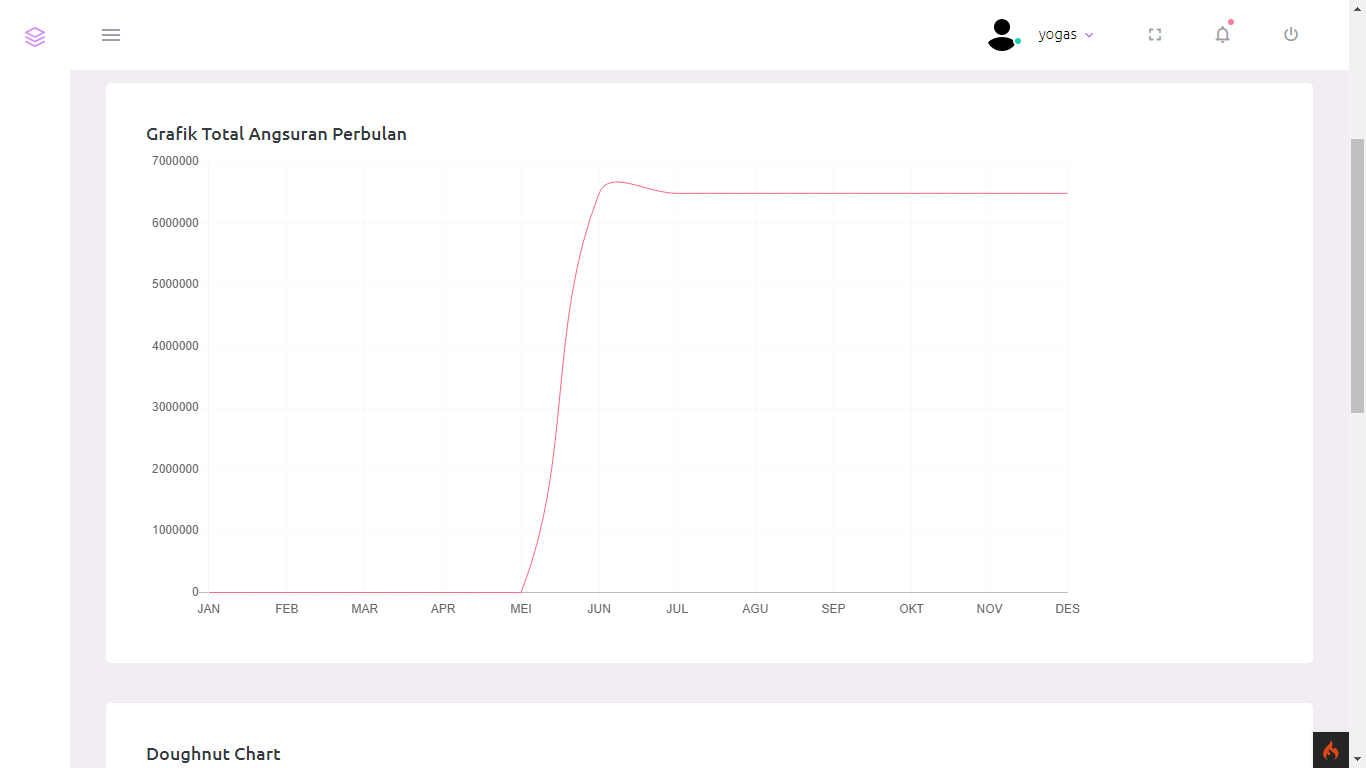 yogas
Grafik Total Angsuran Perbulan
7000000
6000000
5000000
4000000
3000000
2000000
1000000
0
JAN FEB MAR APR MEI JUN JUL AGU SEP OKT NOV DES
Doughnut Chart